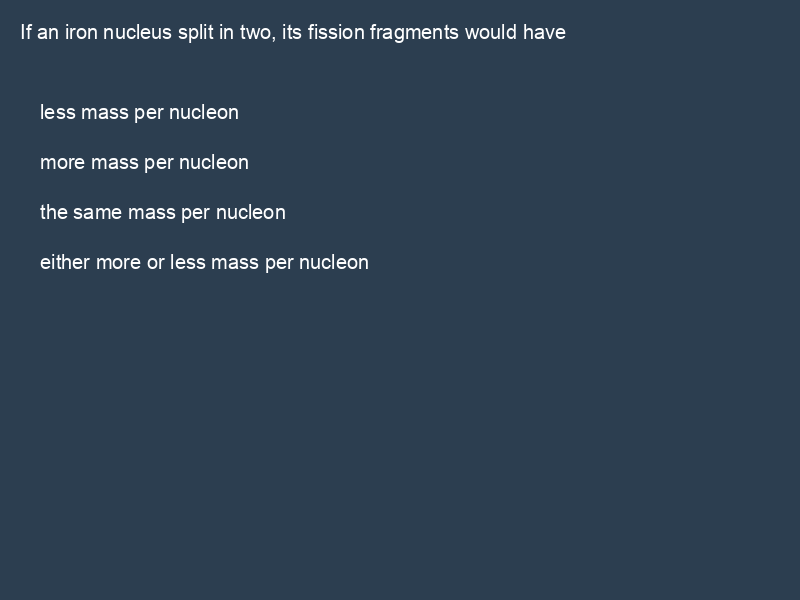 If an iron nucleus split in two, its fission fragments would have
less mass per nucleon
more mass per nucleon
the same mass per nucleon
either more or less mass per nucleon